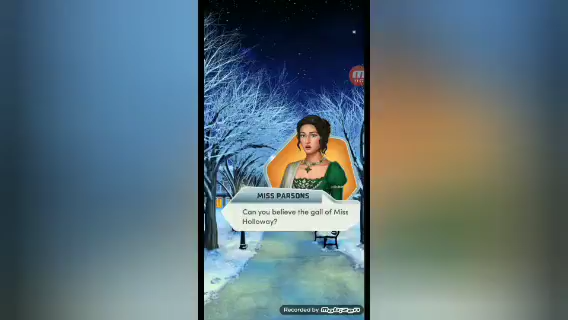 MISS PARSONS
Can you believe the gall of Miss
Holloway?
Recorded by